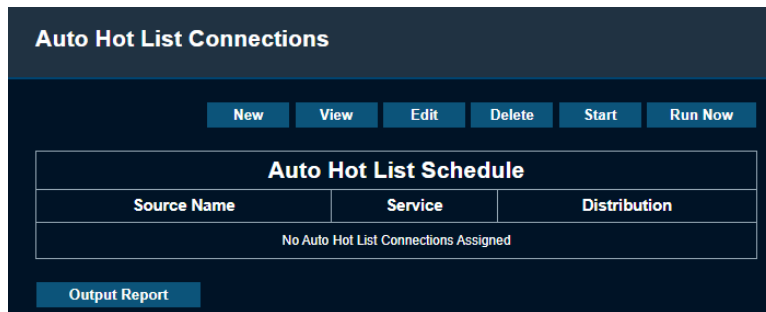 Auto Hot List Connections
New View Edit Delete Start Run Now
Auto Hot List Schedule
Source Name Service Distribution
No Auto Hot List Connections Assigned
Output Report